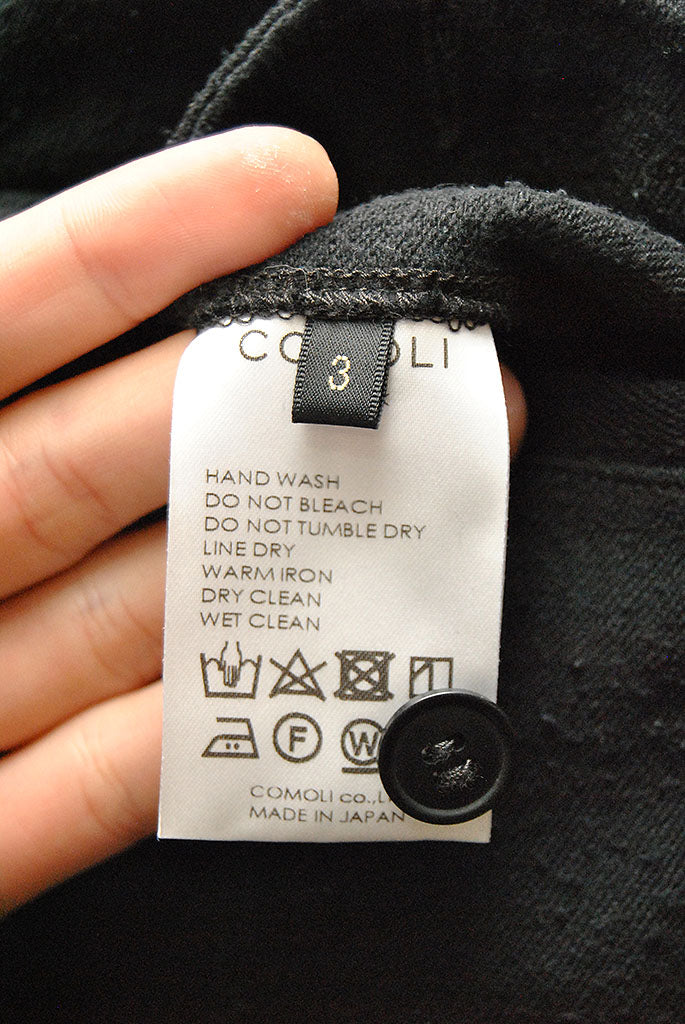 COMOLI
3
HAND WASH
DO NOT BLEACH
DO NOT TUMBLE DRY
LINE DRY
WARM IRON
DRY CLEAN
WET CLEAN
F
W
COMOLI co.,L
MADE IN JAPAN